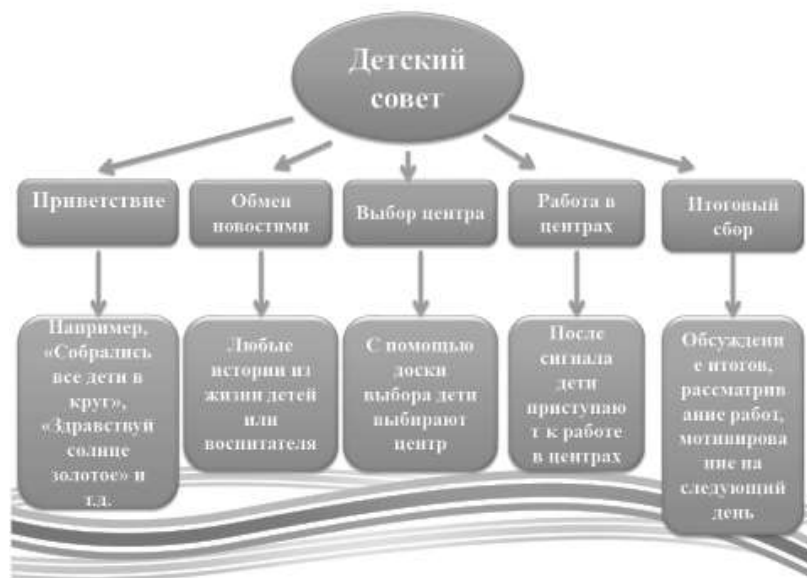 Детский
совет
Приветствие
Обмен
новостями
Выбор центра
Работа в
центрах
Итоговый
сбор
Например,
«Собрались
все дети в
круг»,
«Здравствуй
солнце
золотое» и
т.д.
Любые
истории из
жизни детей
или
воспитателя
С помощью
доски
выбора дети
выбирают
центр
После
сигнала
дети
приступаю
т к работе
в центрах
Обсуждени
е итогов,
рассматрив
ание работ,
мотивирова
ние на
следующий
день